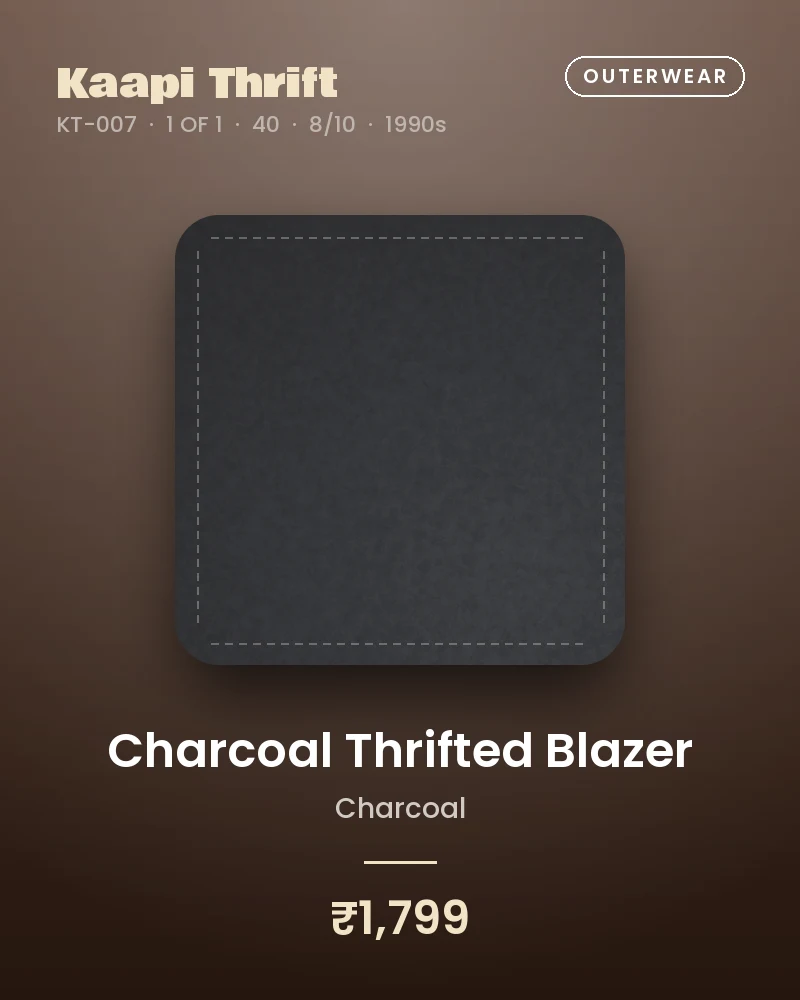 Kaapi Thrift
OUTERWEAR
KT-007 · 1 OF 1 · 40 · 8/10 · 1990s
Charcoal Thrifted Blazer
Charcoal
₹1,799